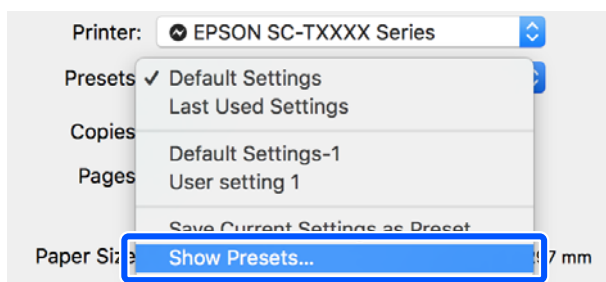 Printer: EPSON SC-TXXXX Series
Presets ✓ Default Settings
Last Used Settings
Copies
Default Settings-1
Pages
User setting 1
Save Current Settings as Preset
Paper Size
Show Presets...
7 mm